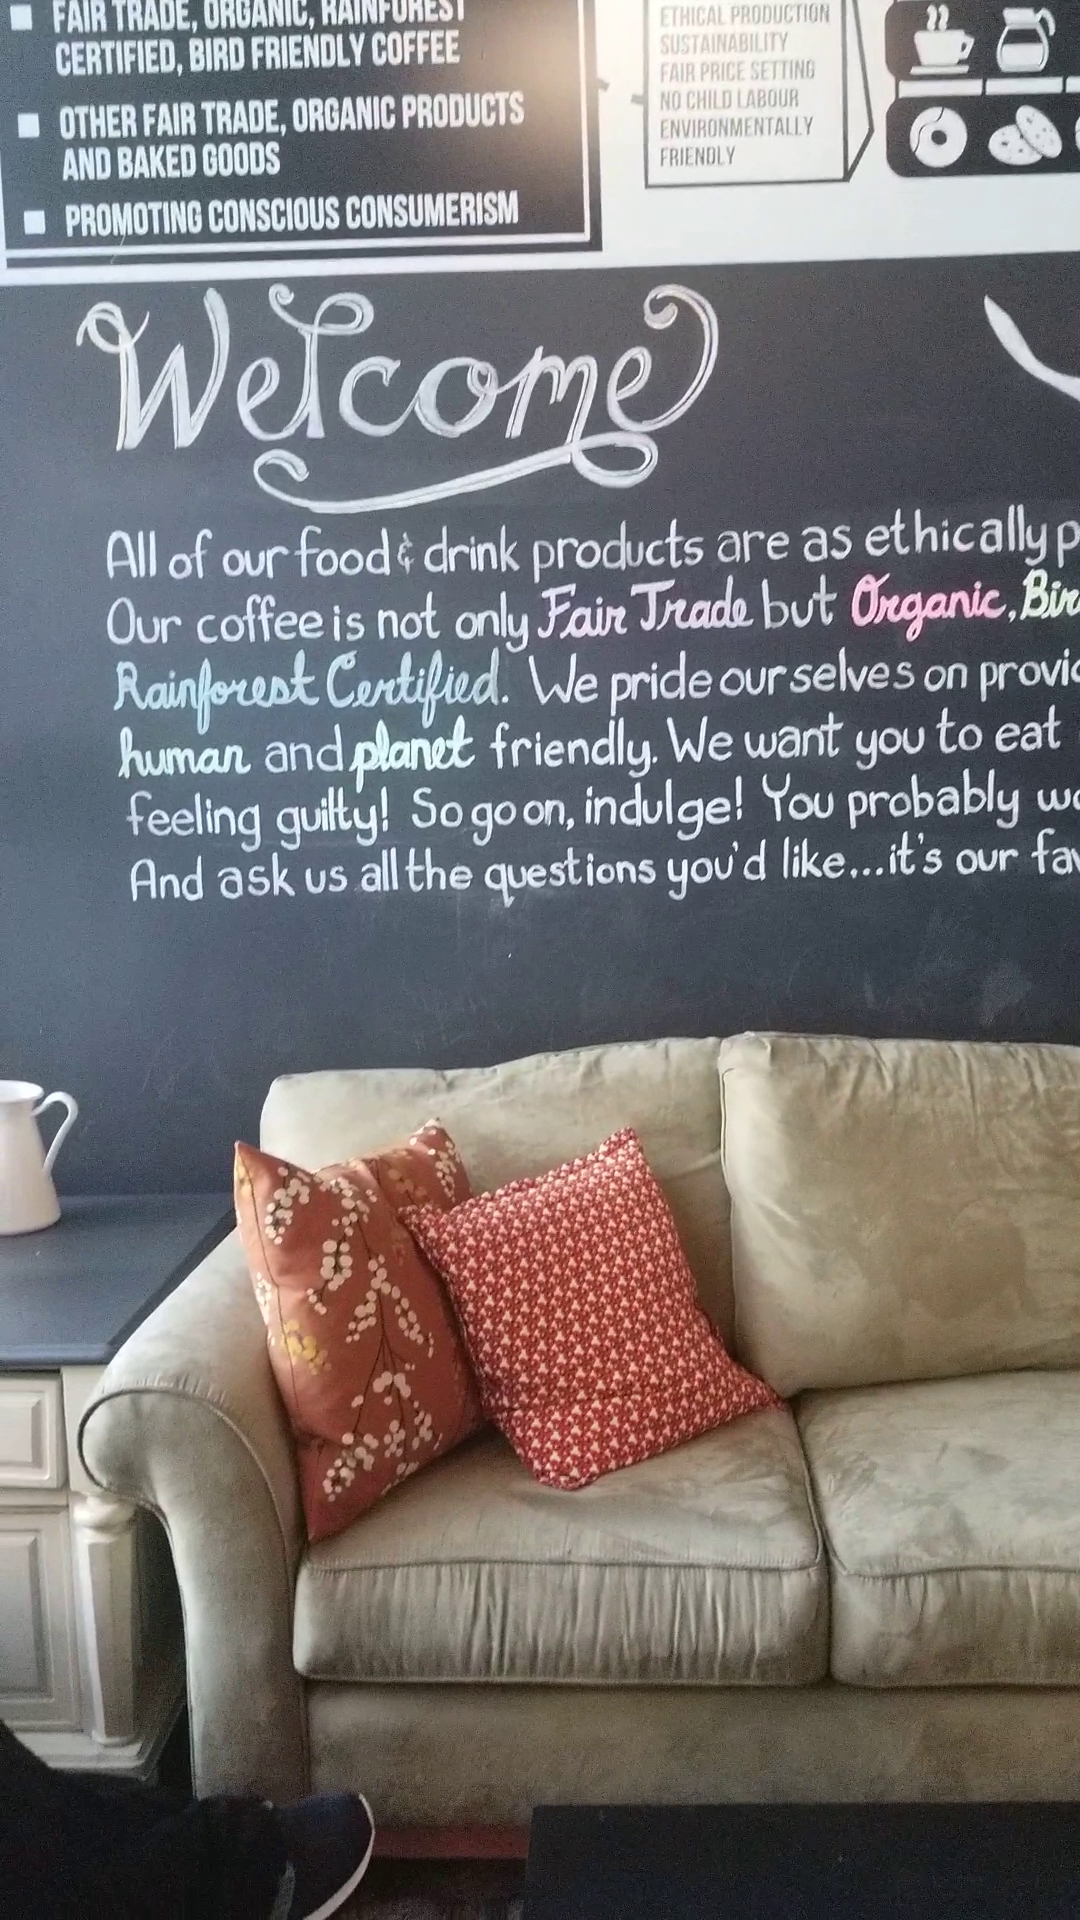 FAIR TRADE, ORGANIC, RAINFOREST
CERTIFIED, BIRD FRIENDLY COFFEE
OTHER FAIR TRADE, ORGANIC PRODUCTS
AND BAKED GOODS
PROMOTING CONSCIOUS CONSUMERISM
ETHICAL PRODUCTION
SUSTAINABILITY
FAIR PRICE SETTING
NO CHILD LABOUR
ENVIRONMENTALLY
FRIENDLY
Welcome
All of our food & drink products are as ethically p
Our coffee is not only Fair Trade but Organic, Bir
Rainforest Certified. We pride ourselves on provi
human and planet friendly. We want you to eat
feeling guilty! So go on, indulge! You probably wo
And ask us all the questions you'd like...it's our fav